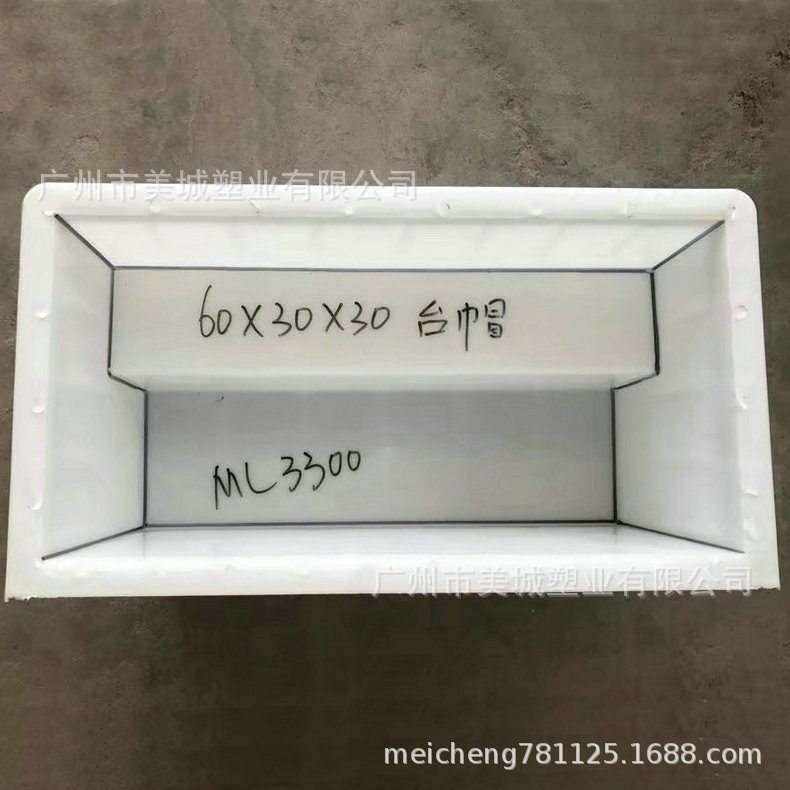 广州市美城塑业有限公司
60X30X30 台帽
ML3300
广州市美城塑业有限公司
meicheng781125.1688.com